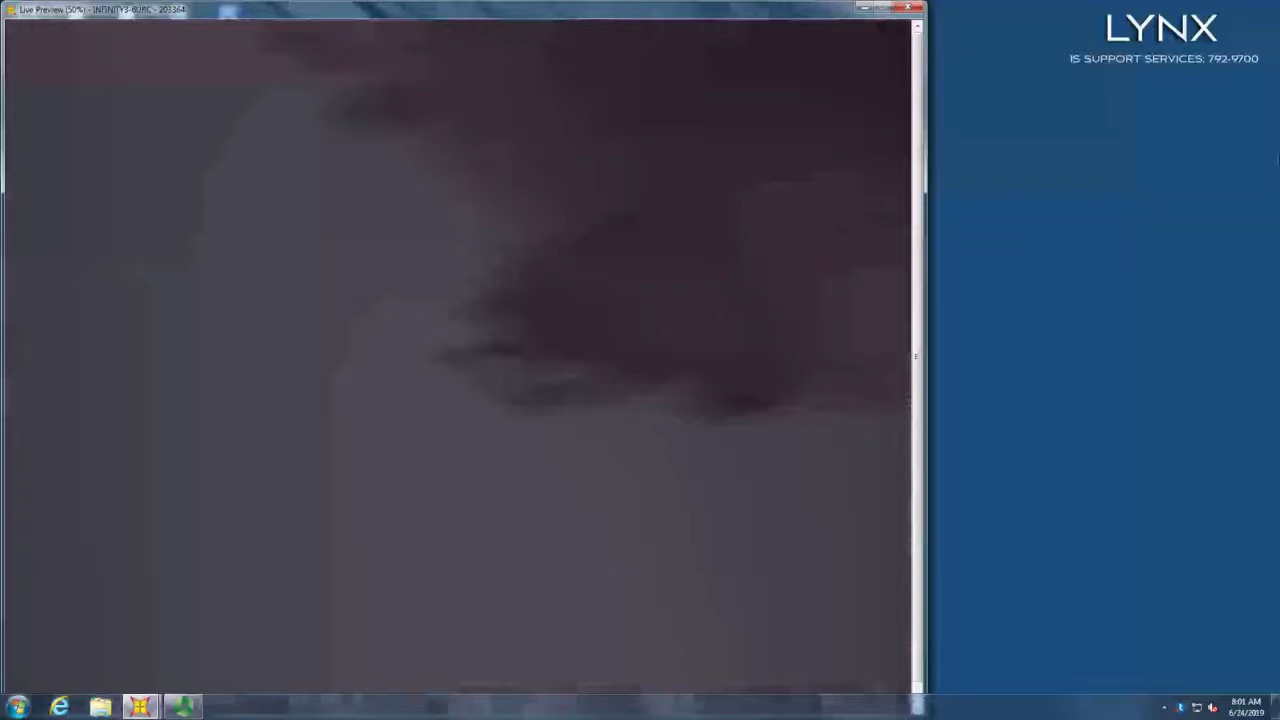 Live Preview (50%) - INFINITY3-6URC - 203364
LYNX
IS SUPPORT SERVICES: 792-9700
8:01 AM
6/24/2019